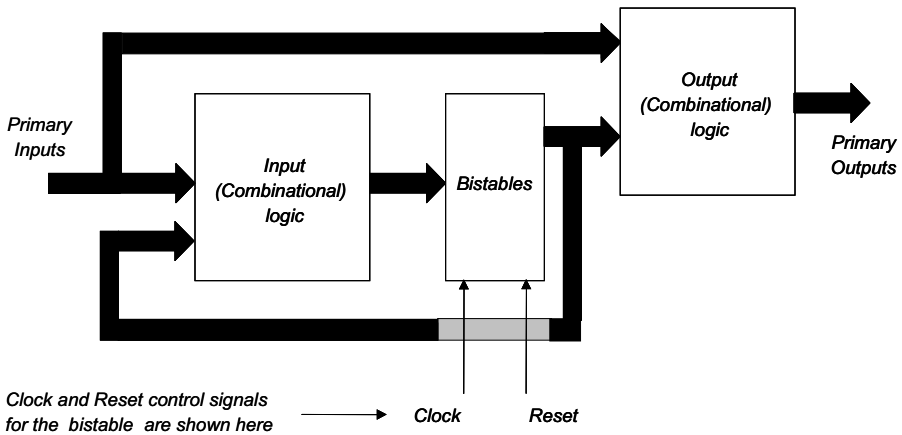 Output
(Combinational)
logic
Primary
Inputs
Primary
Outputs
Input
(Combinational)
logic
Bistables
Clock and Reset control signals
for the bistable are shown here
Clock
Reset